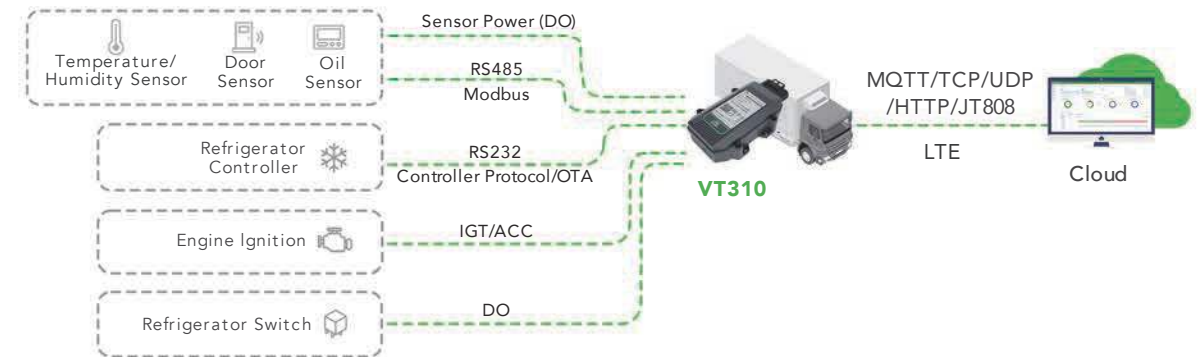 Sensor Power (DO)
Temperature/
Humidity Sensor
Door
Sensor
Oil
Sensor
RS485
Modbus
Refrigerator
Controller
RS232
Controller Protocol/OTA
VT310
MQTT/TCP/UDP
/HTTP/JT808
LTE
Cloud
Engine Ignition
IGT/ACC
Refrigerator Switch
DO